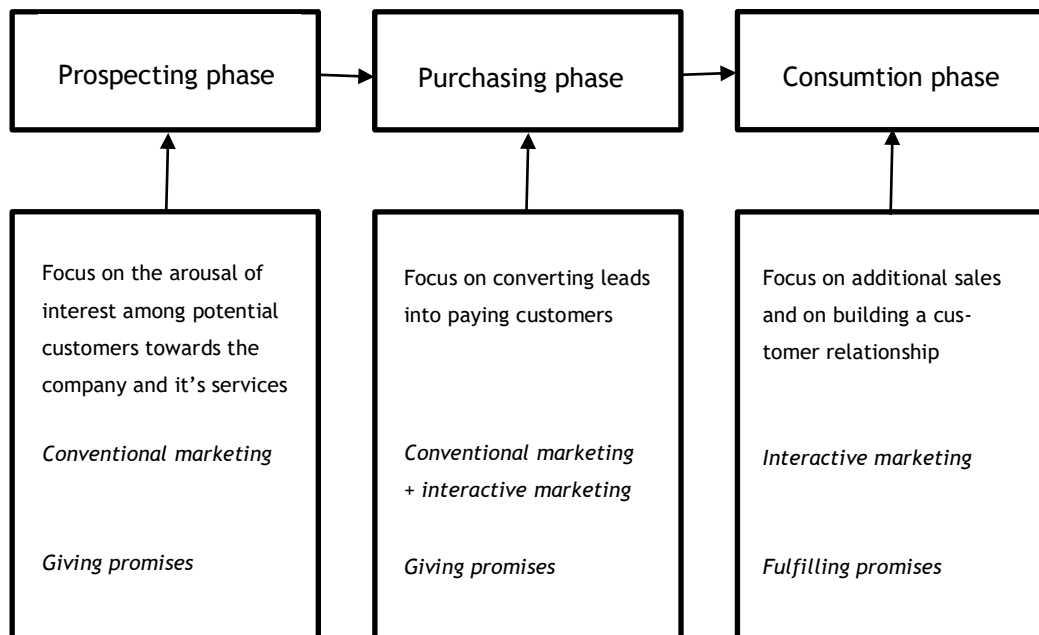 Prospecting phase
Purchasing phase
Consumtion phase
Focus on the arousal of
interest among potential
customers towards the
company and it’s services
Conventional marketing
Giving promises
Focus on converting leads
into paying customers
Conventional marketing
+ interactive marketing
Giving promises
Focus on additional sales
and on building a cus-
tomer relationship
Interactive marketing
Fulfilling promises